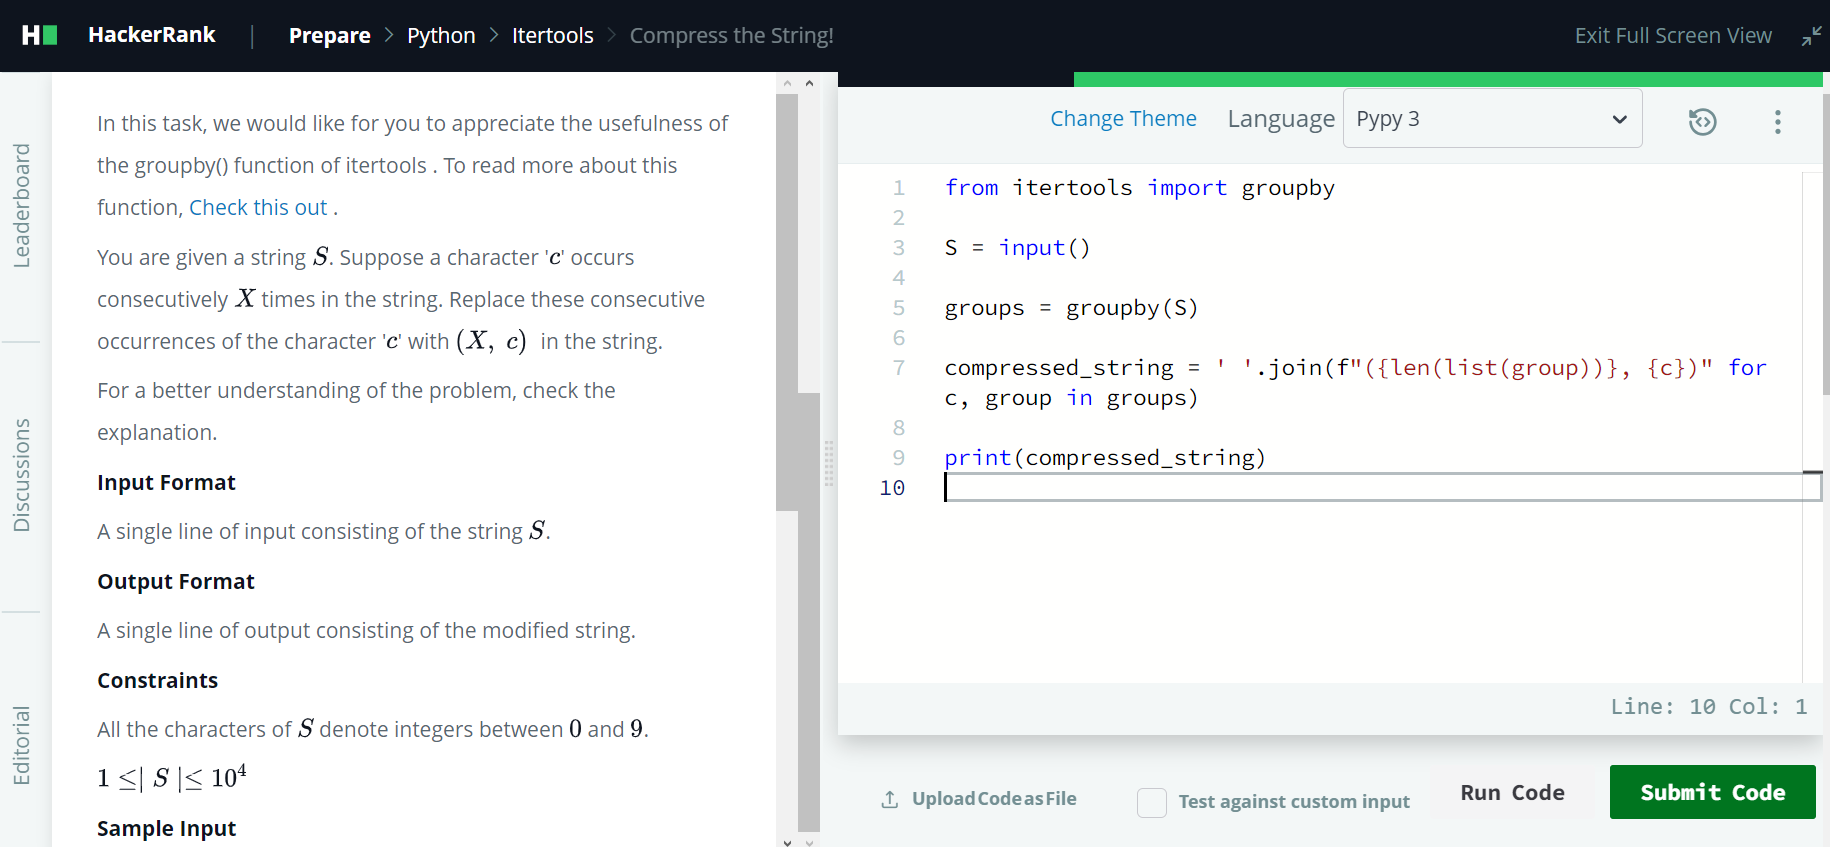 H HackerRank | Prepare > Python > Itertools > Compress the String! Exit Full Screen View
Leaderboard
Discussions
Editorial
In this task, we would like for you to appreciate the usefulness of
the groupby() function of itertools . To read more about this
function, Check this out .
You are given a string S. Suppose a character 'c' occurs
consecutively X times in the string. Replace these consecutive
occurrences of the character 'c' with (X, c) in the string.
For a better understanding of the problem, check the
explanation.
Input Format
A single line of input consisting of the string S.
Output Format
A single line of output consisting of the modified string.
Constraints
All the characters of S denote integers between 0 and 9.
1 ≤| S |≤ 10⁴
Sample Input
Change Theme Language Pypy 3
1 from itertools import groupby
2
3 S = input()
4
5 groups = groupby(S)
6
7 compressed_string = ' '.join(f"({len(list(group))}, {c})" for
c, group in groups)
8
9 print(compressed_string)
10
Line: 10 Col: 1
Upload Code as File Test against custom input Run Code Submit Code